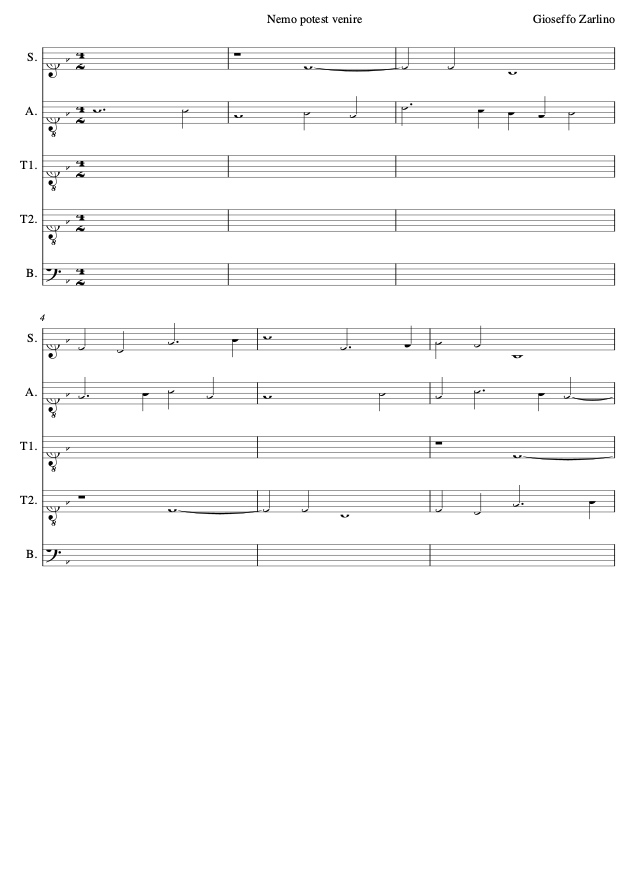 Nemo potest venire
Gioseffo Zarlino
S.
A.
T1.
T2.
B.
4
S.
A.
T1.
T2.
B.